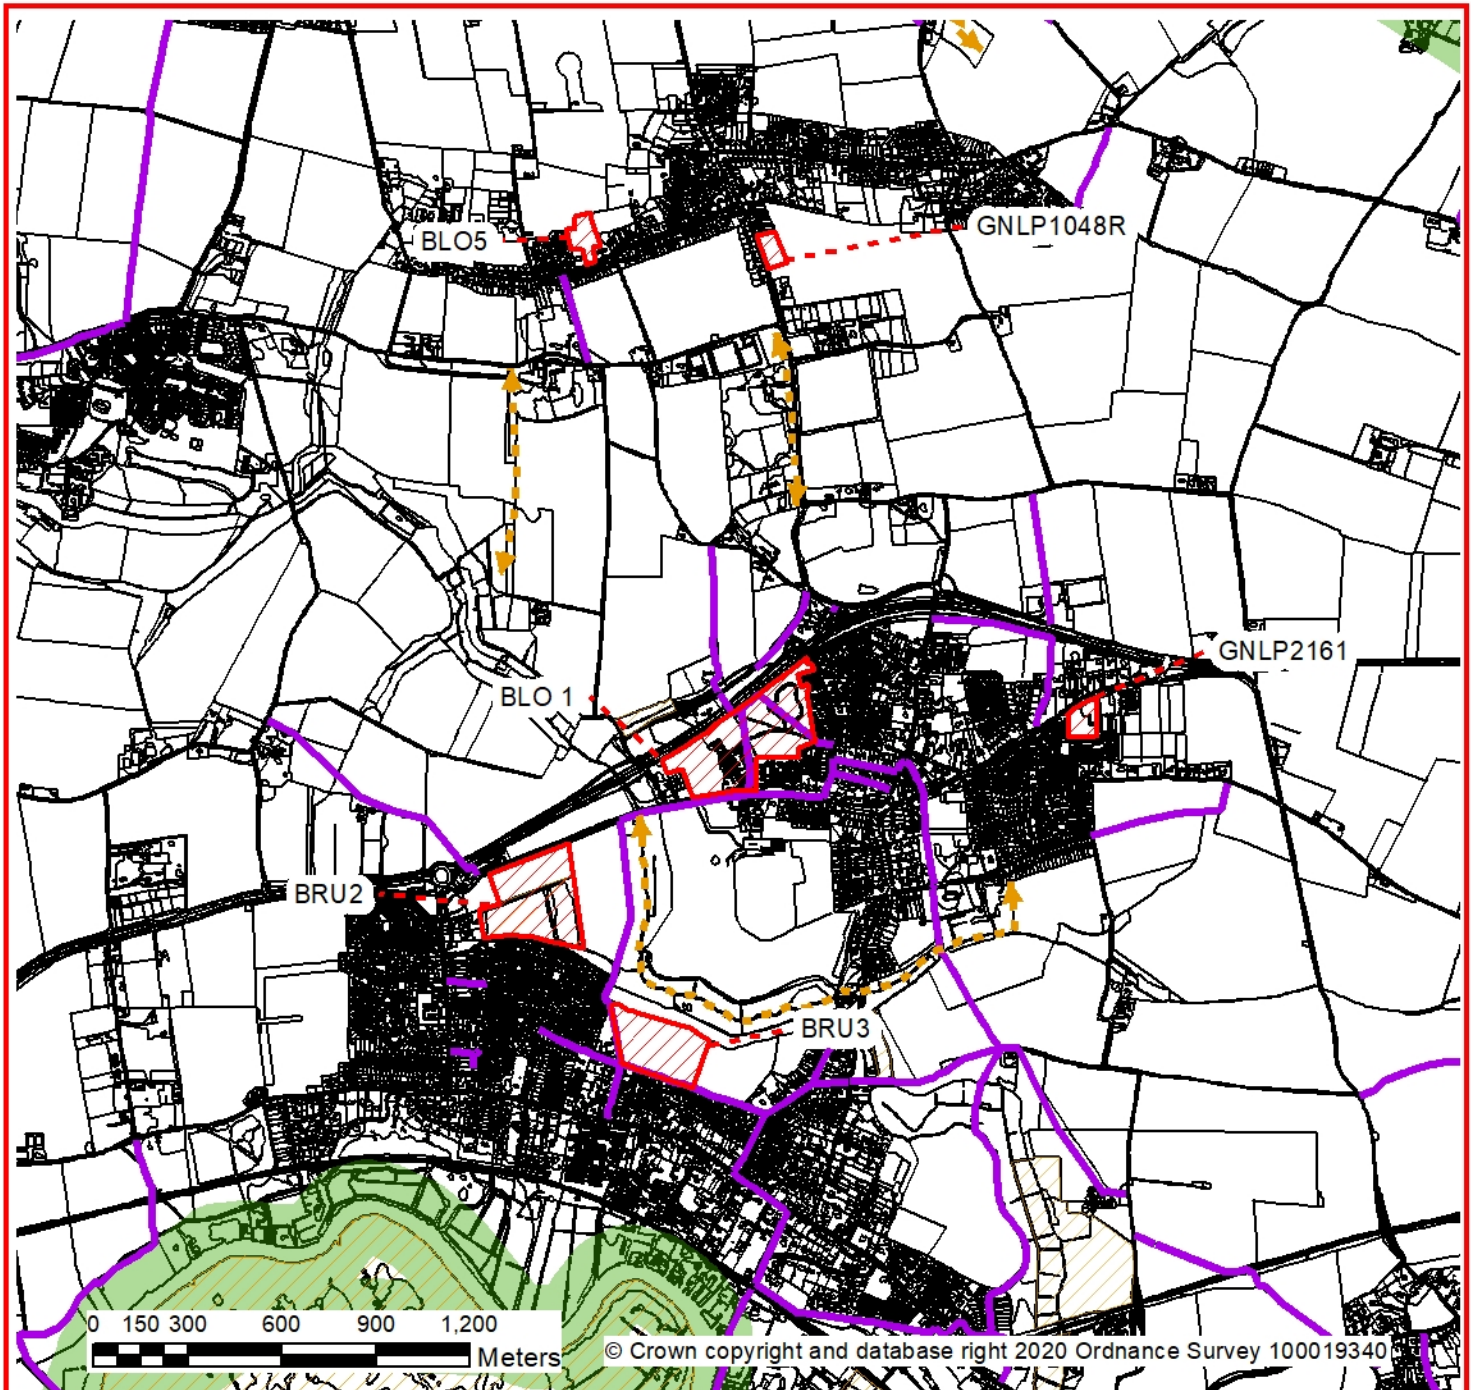 BLO5
GNLP1048R
GNLP2161
BLO 1
BRU2
BRU3
0 150 300 600 900 1,200
Meters
© Crown copyright and database right 2020 Ordnance Survey 100019340